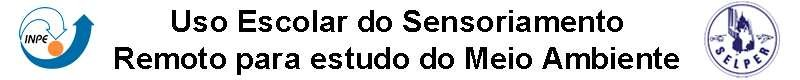 INPE
Uso Escolar do Sensoriamento
Remoto para estudo do Meio Ambiente
SELPER